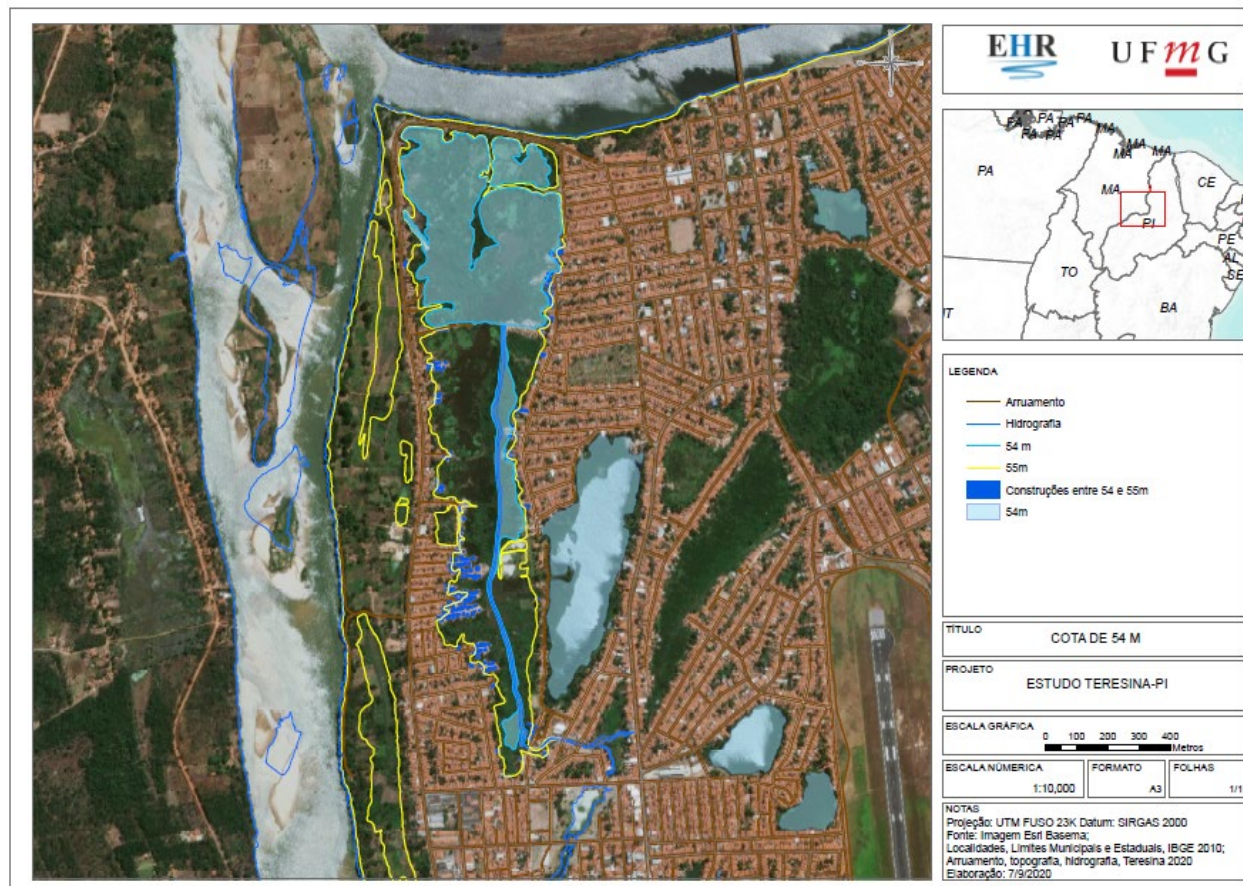 EHR
UFmG
PA
PA
PA
PA
PA
PA
MA
MA
MA
MA
MA
CE
PA
PI
PE
AL
SE
TO
BA
LEGENDA
Arruamento
Hidrografia
54 m
55m
Construções entre 54 e 55m
54m
TÍTULO
COTA DE 54 M
PROJETO
ESTUDO TERESINA-PI
ESCALA GRÁFICA
0 100 200 300 400
Metros
ESCALA NÚMERICA
1:10,000
FORMATO
A3
FOLHAS
1/1
NOTAS
Projeção: UTM FUSO 23K Datum: SIRGAS 2000
Fonte: Imagem Esri Basema;
Localidades, Limites Municipais e Estaduais, IBGE 2010;
Arruamento, topografia, hidrografia, Teresina 2020
Elaboração: 7/9/2020